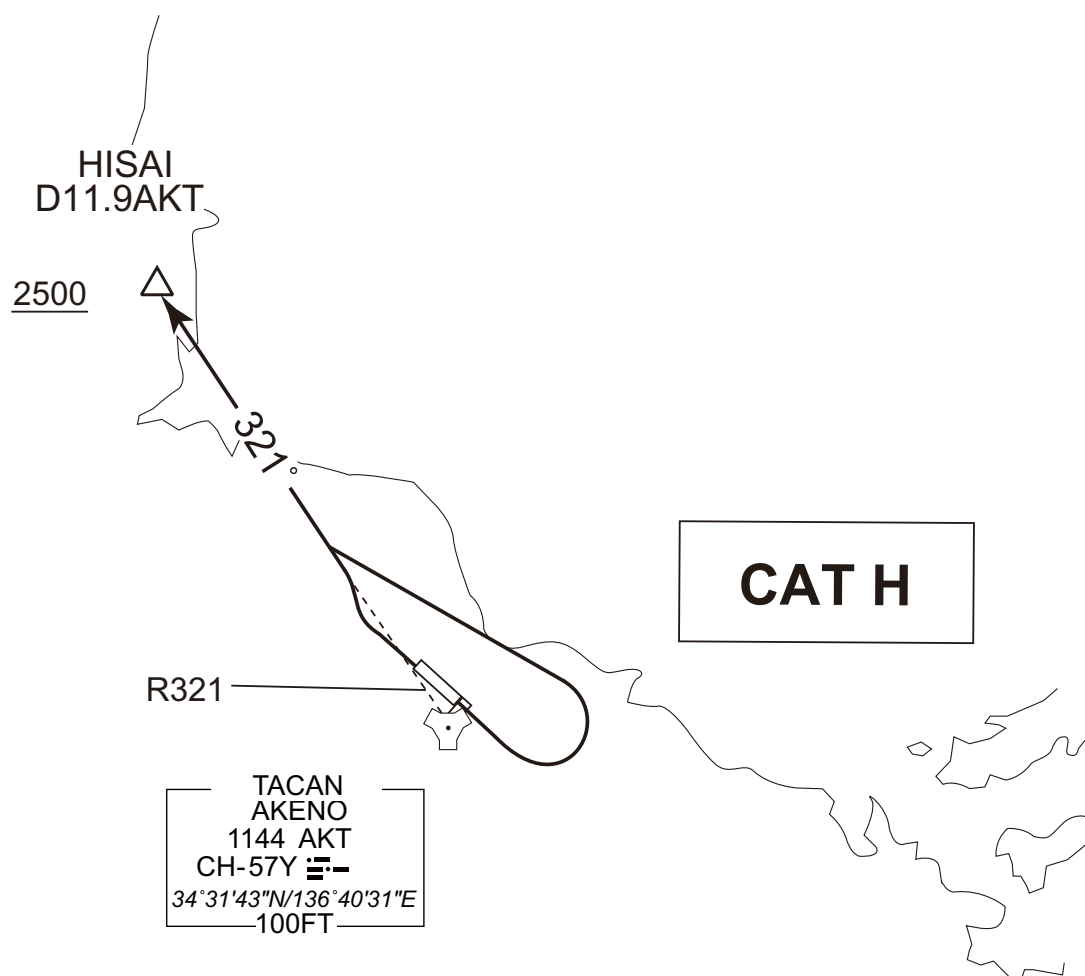 HISAI
D11.9AKT
2500
321°
CAT H
R321
TACAN
AKENO
1144 AKT
CH-57Y
34°31'43"N/136°40'31"E
100FT